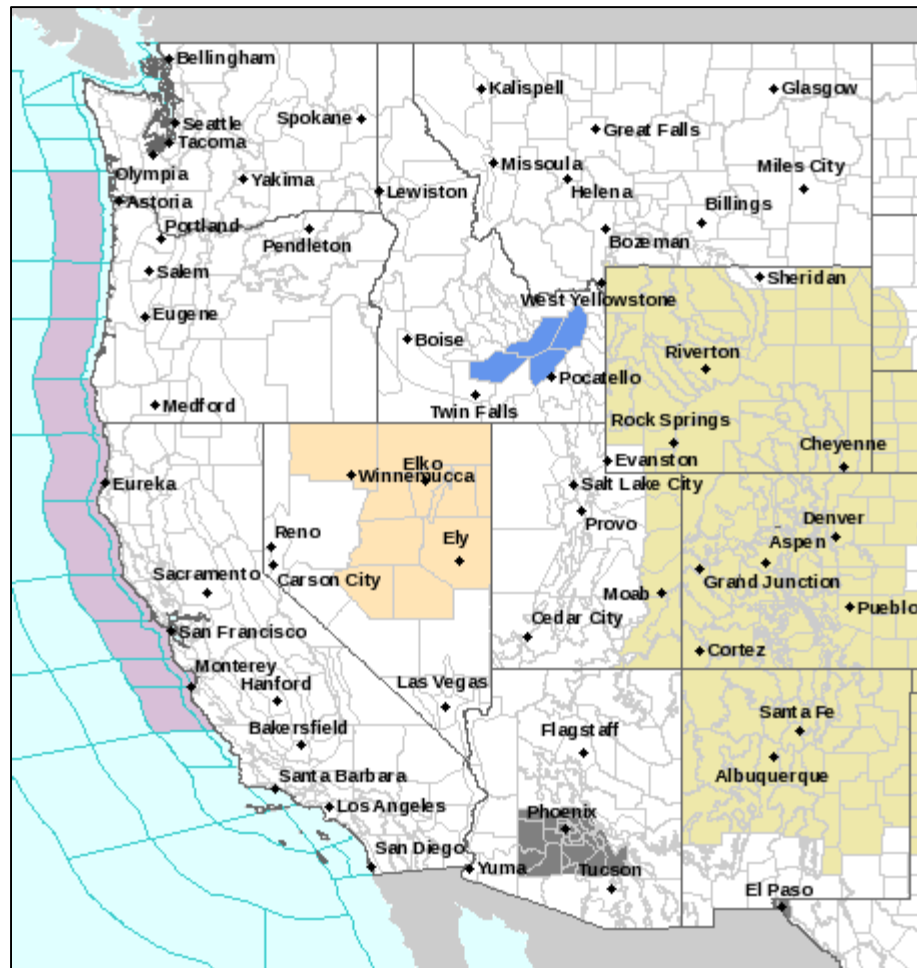 Bellingham
Kalispell
Glasgow
Seattle
Spokane
Great Falls
Tacoma
Missoula
Miles City
Olympia
Yakima
Helena
Lewiston
Astoria
Billings
Portland
Pendleton
Bozeman
Salem
Sheridan
West Yellowstone
Eugene
Boise
Riverton
Pocatello
Medford
Twin Falls
Rock Springs
Cheyenne
Elko
Evanston
Winnemucca
Eureka
Salt Lake City
Provo
Denver
Reno
Ely
Aspen
Sacramento
Carson City
Grand Junction
Moab
Pueblo
Cedar City
San Francisco
Cortez
Monterey
Hanford
Las Vegas
Santa Fe
Bakersfield
Flagstaff
Albuquerque
Santa Barbara
Los Angeles
Phoenix
San Diego
Yuma
Tucson
El Paso